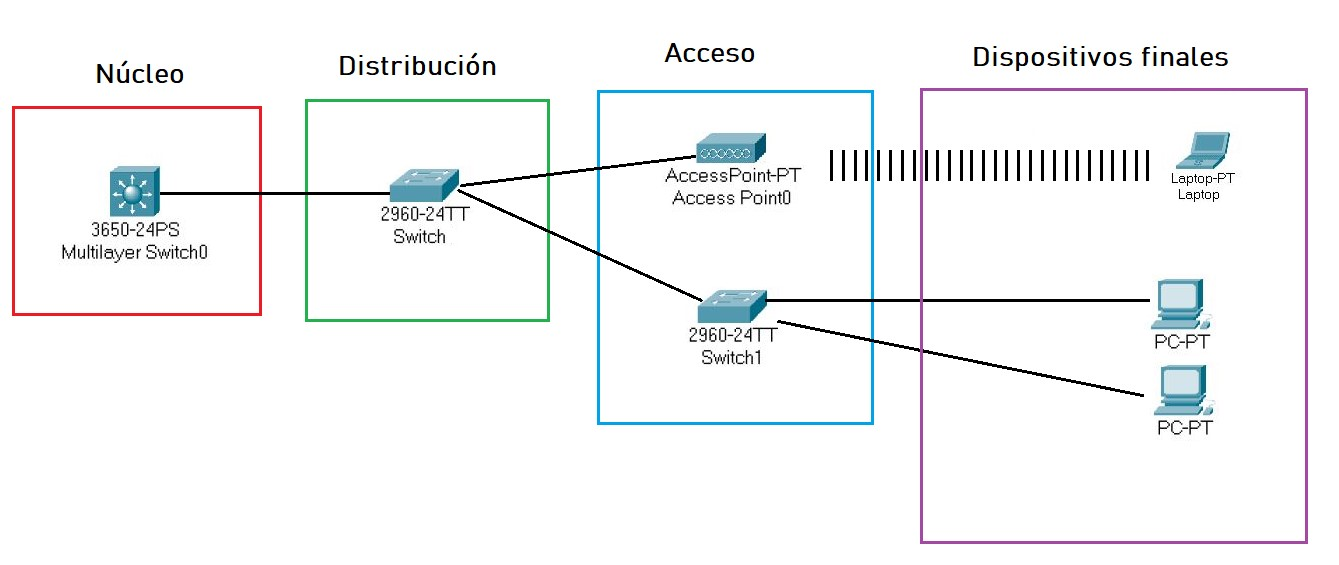 Núcleo
Distribución
Acceso
Dispositivos finales
3650-24PS
Multilayer Switch0
2960-24TT
Switch
AccessPoint-PT
Access Point0
Laptop-PT
Laptop
2960-24TT
Switch1
PC-PT
PC-PT